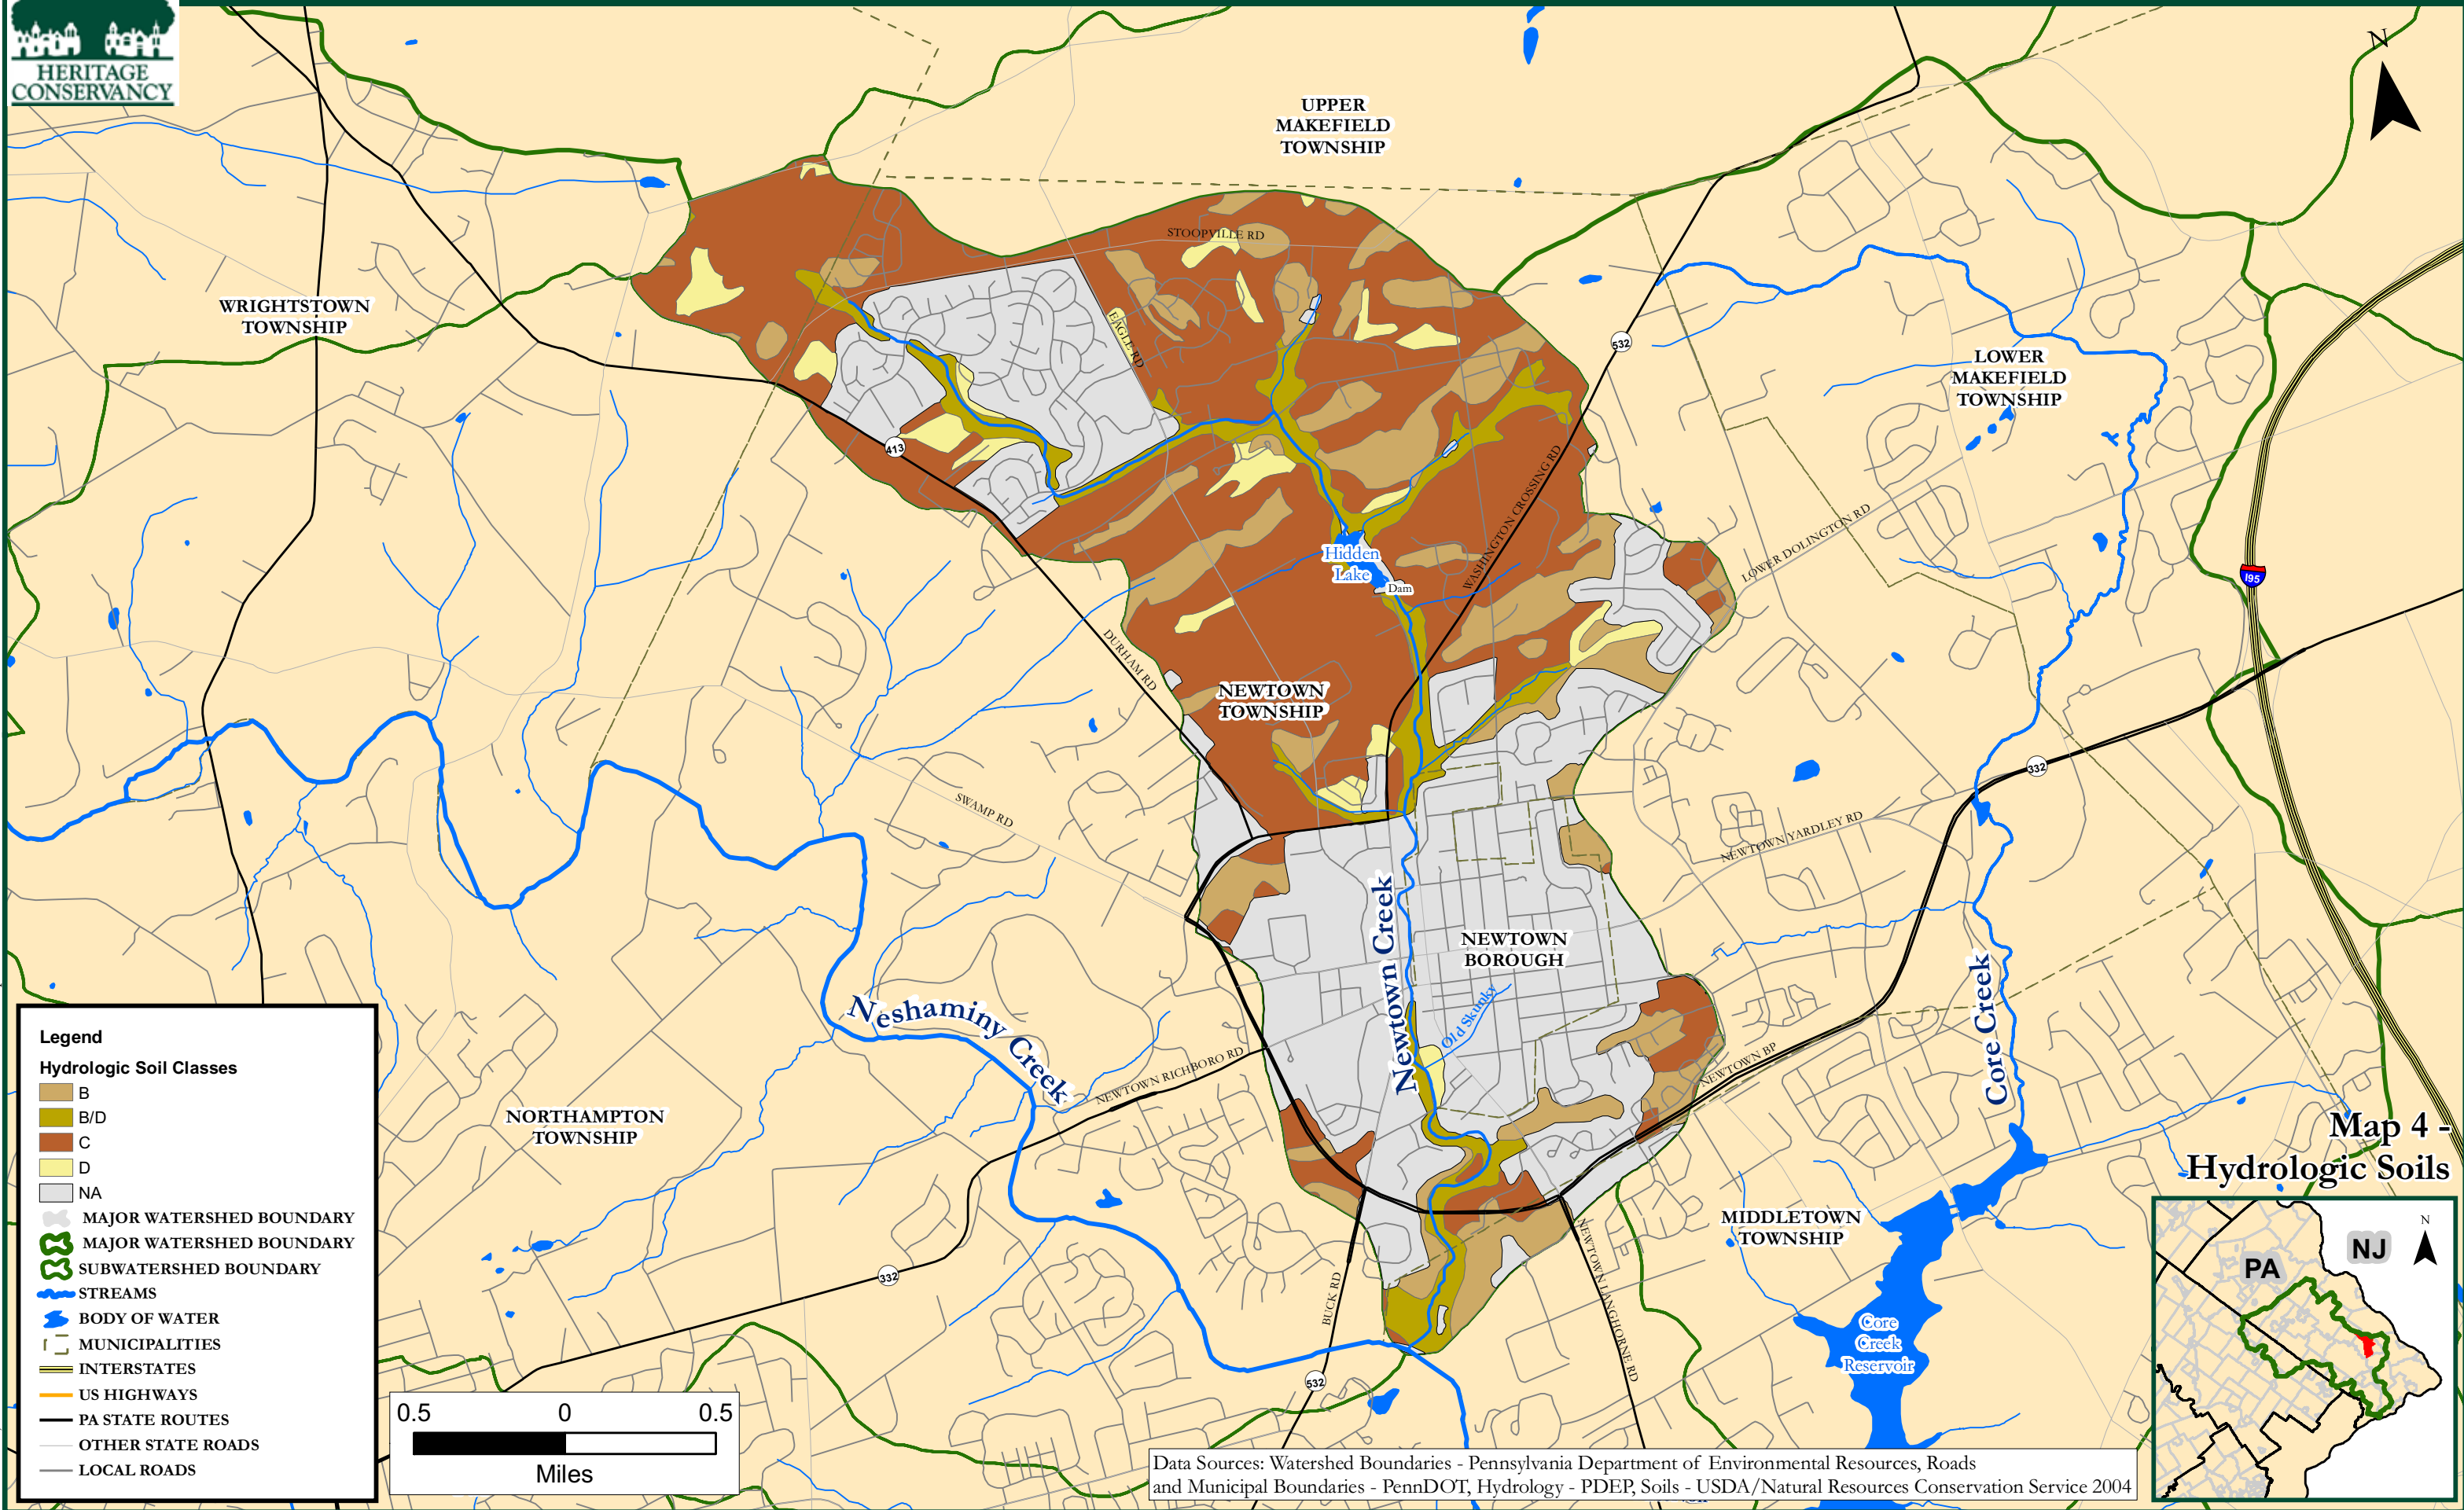 HERITAGE
CONSERVANCY
N
UPPER
MAKEFIELD
TOWNSHIP
STOOPVILLE RD
WRIGHTSTOWN
TOWNSHIP
EAGLE RD
532
LOWER
MAKEFIELD
TOWNSHIP
413
WASHINGTON CROSSING RD
LOWER DOLINGTON RD
Hidden
Lake
Dam
I95
DURHAM RD
NEWTOWN
TOWNSHIP
332
SWAMP RD
NEWTOWN YARDLEY RD
Newtown Creek
NEWTOWN
BOROUGH
Old Skunky
Neshaminy Creek
Core Creek
NEWTOWN RICHBORO RD
NEWTOWN BP
NORTHAMPTON
TOWNSHIP
MIDDLETOWN
TOWNSHIP
332
BUCK RD
NEWTOWN LANGHORNE RD
Core
Creek
Reservoir
532
Map 4 -
Hydrologic Soils
N
NJ
PA
Legend
Hydrologic Soil Classes
B
B/D
C
D
NA
MAJOR WATERSHED BOUNDARY
MAJOR WATERSHED BOUNDARY
SUBWATERSHED BOUNDARY
STREAMS
BODY OF WATER
MUNICIPALITIES
INTERSTATES
US HIGHWAYS
PA STATE ROUTES
OTHER STATE ROADS
LOCAL ROADS
0.5 0 0.5
Miles
Data Sources: Watershed Boundaries - Pennsylvania Department of Environmental Resources, Roads
and Municipal Boundaries - PennDOT, Hydrology - PDEP, Soils - USDA/Natural Resources Conservation Service 2004